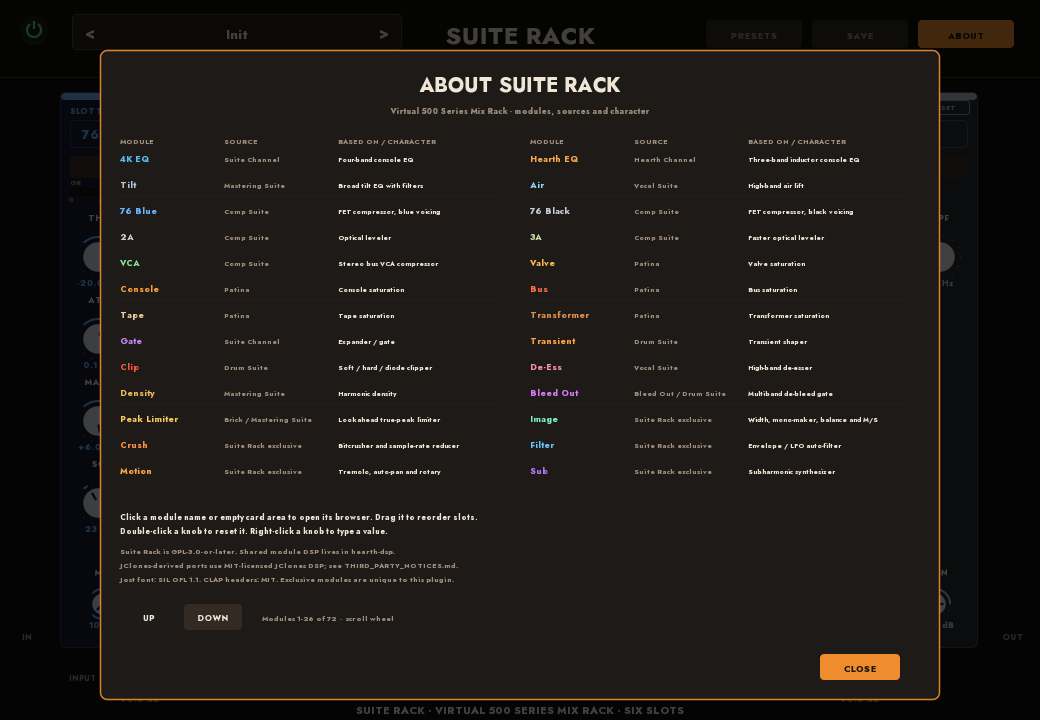 < Init >
SUITE RACK
PRESETS
SAVE
ABOUT
ABOUT SUITE RACK
Virtual 500 Series Mix Rack · modules, sources and character
MODULE SOURCE BASED ON / CHARACTER MODULE SOURCE BASED ON / CHARACTER
4K EQ Suite Channel Four-band console EQ Hearth EQ Hearth Channel Three-band inductor console EQ
Tilt Mastering Suite Broad tilt EQ with filters Air Vocal Suite High-band air lift
76 Blue Comp Suite FET compressor, blue voicing 76 Black Comp Suite FET compressor, black voicing
2A Comp Suite Optical leveler 3A Comp Suite Faster optical leveler
VCA Comp Suite Stereo bus VCA compressor Valve Patina Valve saturation
Console Patina Console saturation Bus Patina Bus saturation
Tape Patina Tape saturation Transformer Patina Transformer saturation
Gate Suite Channel Expander / gate Transient Drum Suite Transient shaper
Clip Drum Suite Soft / hard / diode clipper De-Ess Vocal Suite High-band de-esser
Density Mastering Suite Harmonic density Bleed Out Bleed Out / Drum Suite Multiband de-bleed gate
Peak Limiter Brick / Mastering Suite Lookahead true-peak limiter Image Suite Rack exclusive Width, mono-maker, balance and M/S
Crush Suite Rack exclusive Bitcrusher and sample-rate reducer Filter Suite Rack exclusive Envelope / LFO auto-filter
Motion Suite Rack exclusive Tremolo, auto-pan and rotary Sub Suite Rack exclusive Subharmonic synthesizer
Click a module name or empty card area to open its browser. Drag it to reorder slots.
Double-click a knob to reset it. Right-click a knob to type a value.
Suite Rack is GPL-3.0-or-later. Shared module DSP lives in hearth-dsp.
JClones-derived ports use MIT-licensed JClones DSP; see THIRD_PARTY_NOTICES.md.
Jost font: SIL OFL 1.1. CLAP headers: MIT. Exclusive modules are unique to this plugin.
UP DOWN Modules 1-26 of 72 - scroll wheel
CLOSE
IN
OUT
INPUT
SUITE RACK · VIRTUAL 500 SERIES MIX RACK · SIX SLOTS